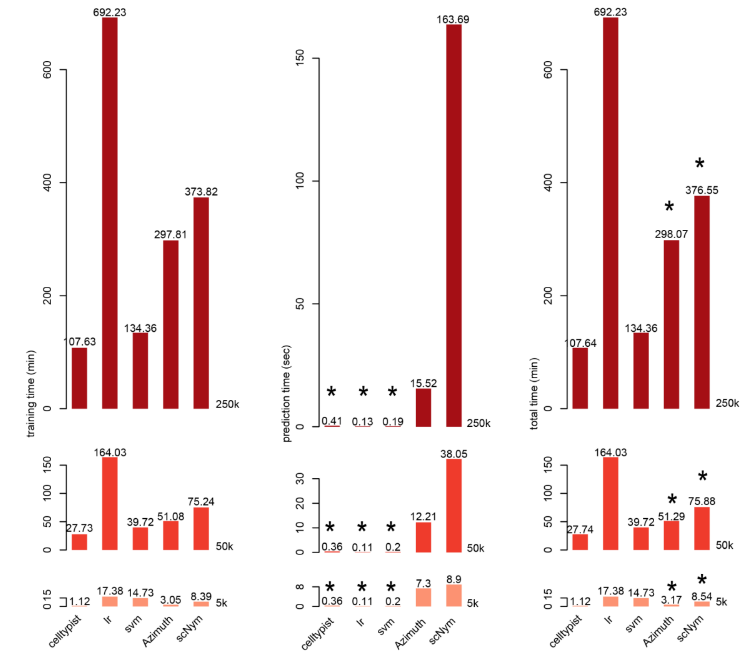 692.23
600
400
200
0
training time (min)
107.63
134.36
297.81
373.82
250k
164.03
150
100
50
0
27.73
39.72
51.08
75.24
50k
0 15
1.12
17.38
14.73
3.05
8.39
5k
celltypist
lr
svm
Azimuth
scNym
163.69
150
100
50
0
prediction time (sec)
* * *
0.41
0.13
0.19
15.52
250k
38.05
30
20
10
0
* * *
0.36
0.11
0.2
12.21
50k
8
0
* * *
0.36
0.11
0.2
7.3
8.9
5k
celltypist
lr
svm
Azimuth
scNym
692.23
600
400
200
0
total time (min)
* *
107.64
134.36
298.07
376.55
250k
164.03
150
100
50
0
* *
27.74
39.72
51.29
75.88
50k
0 15
* *
1.12
17.38
14.73
3.17
8.54
5k
celltypist
lr
svm
Azimuth
scNym